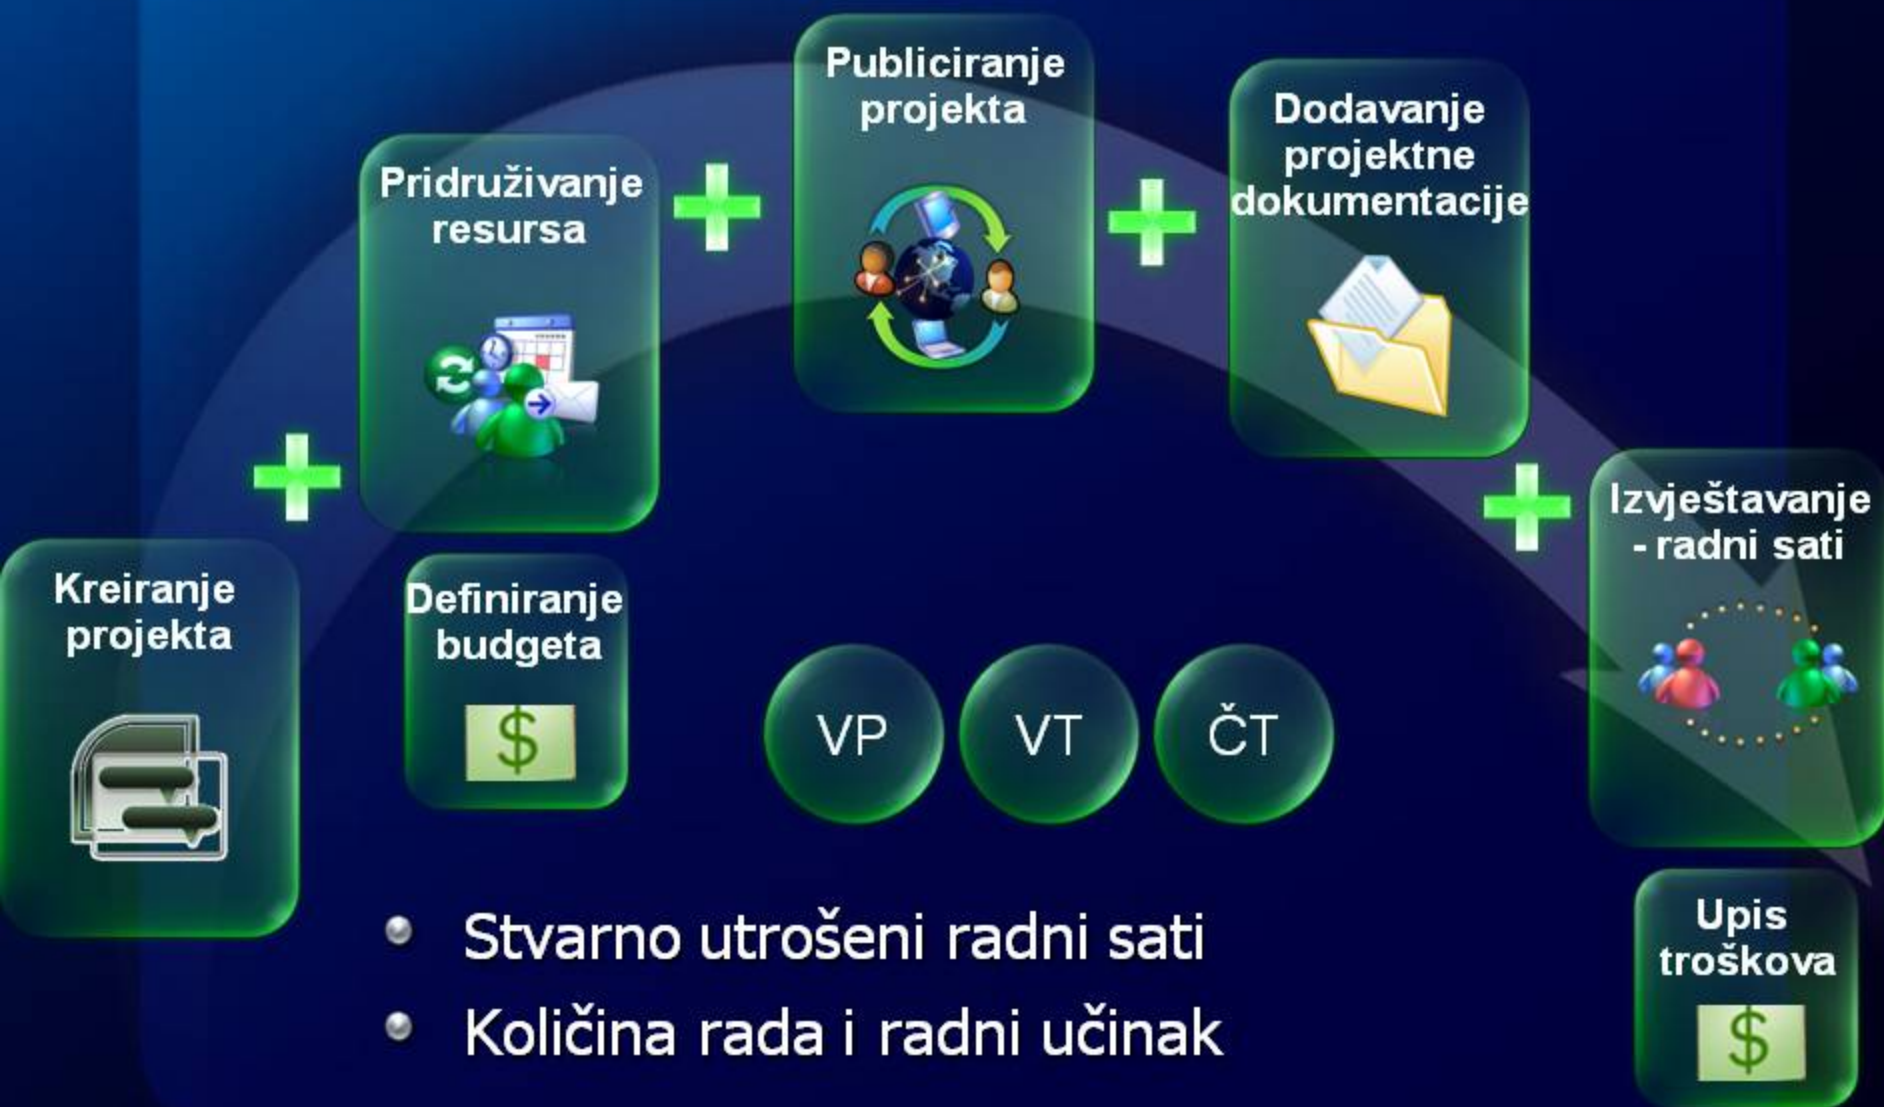 Kreiranje
projekta
Pridruživanje
resursa
Definiranje
budgeta
$
Publiciranje
projekta
Dodavanje
projektne
dokumentacije
Izvještavanje
- radni sati
Upis
troškova
$
VP
VT
ČT
Stvarno utrošeni radni sati
Količina rada i radni učinak